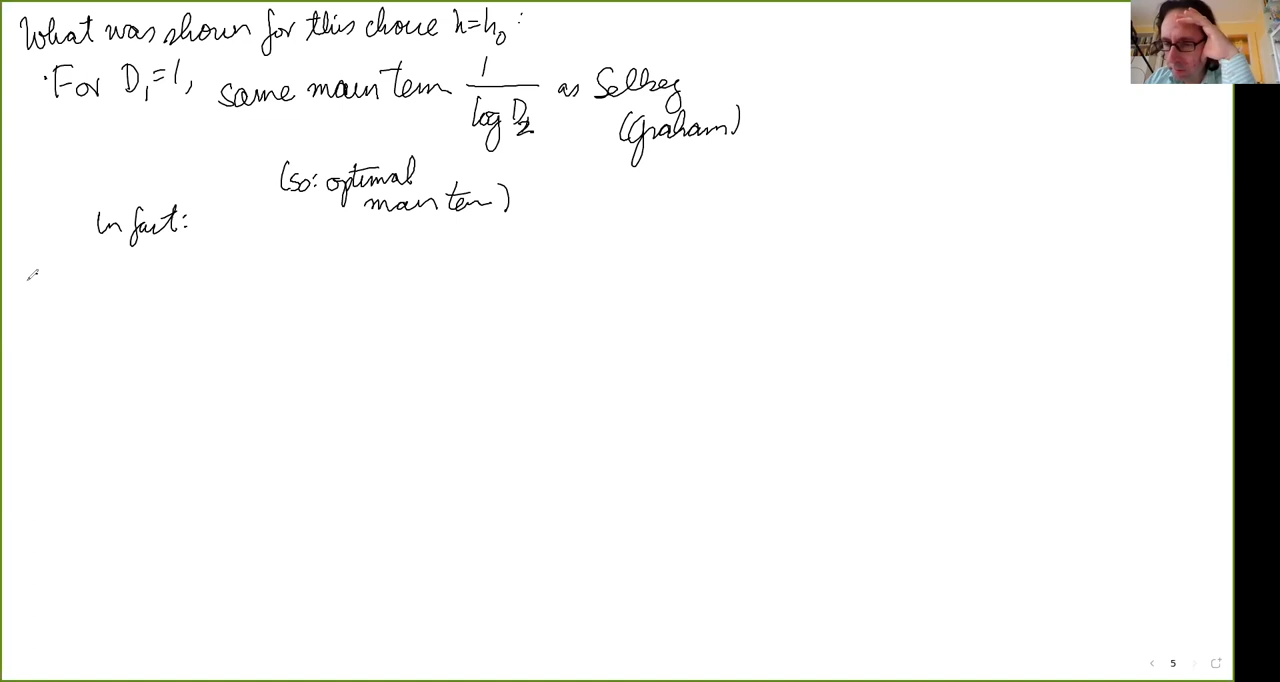 What was shown for this choice h=h₀:
· For D₁=1, same main term 1/log D₂ as Selberg
(Graham)
(so: optimal
main term)
In fact:
5